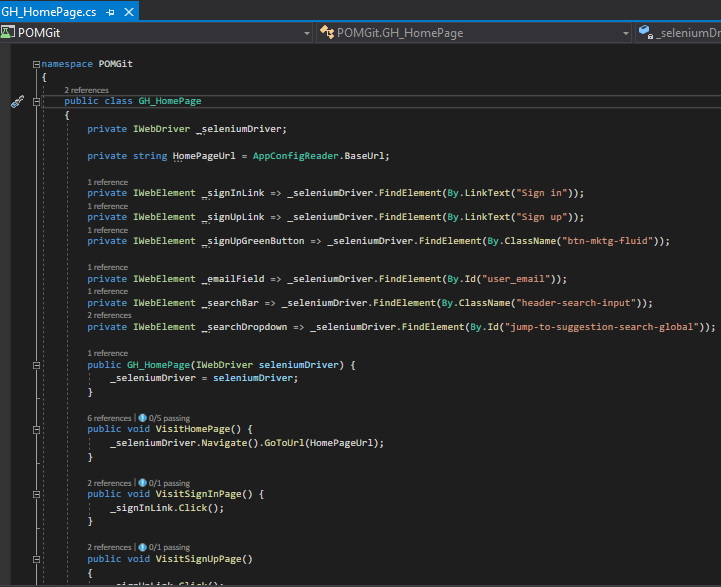 GH_HomePage.cs
POMGit
POMGit.GH_HomePage
_seleniumDr
namespace POMGit
{
2 references
public class GH_HomePage
{
private IWebDriver _seleniumDriver;
private string HomePageUrl = AppConfigReader.BaseUrl;
1 reference
private IWebElement _signInLink => _seleniumDriver.FindElement(By.LinkText("Sign in"));
1 reference
private IWebElement _signUpLink => _seleniumDriver.FindElement(By.LinkText("Sign up"));
1 reference
private IWebElement _signUpGreenButton => _seleniumDriver.FindElement(By.ClassName("btn-mktg-fluid"));
1 reference
private IWebElement _emailField => _seleniumDriver.FindElement(By.Id("user_email"));
1 reference
private IWebElement _searchBar => _seleniumDriver.FindElement(By.ClassName("header-search-input"));
2 references
private IWebElement _searchDropdown => _seleniumDriver.FindElement(By.Id("jump-to-suggestion-search-global"));
1 reference
public GH_HomePage(IWebDriver seleniumDriver) {
_seleniumDriver = seleniumDriver;
}
6 references | 0/5 passing
public void VisitHomePage() {
_seleniumDriver.Navigate().GoToUrl(HomePageUrl);
}
2 references | 0/1 passing
public void VisitSignInPage() {
_signInLink.Click();
}
2 references | 0/1 passing
public void VisitSignUpPage()
{
_signUpLink.Click();